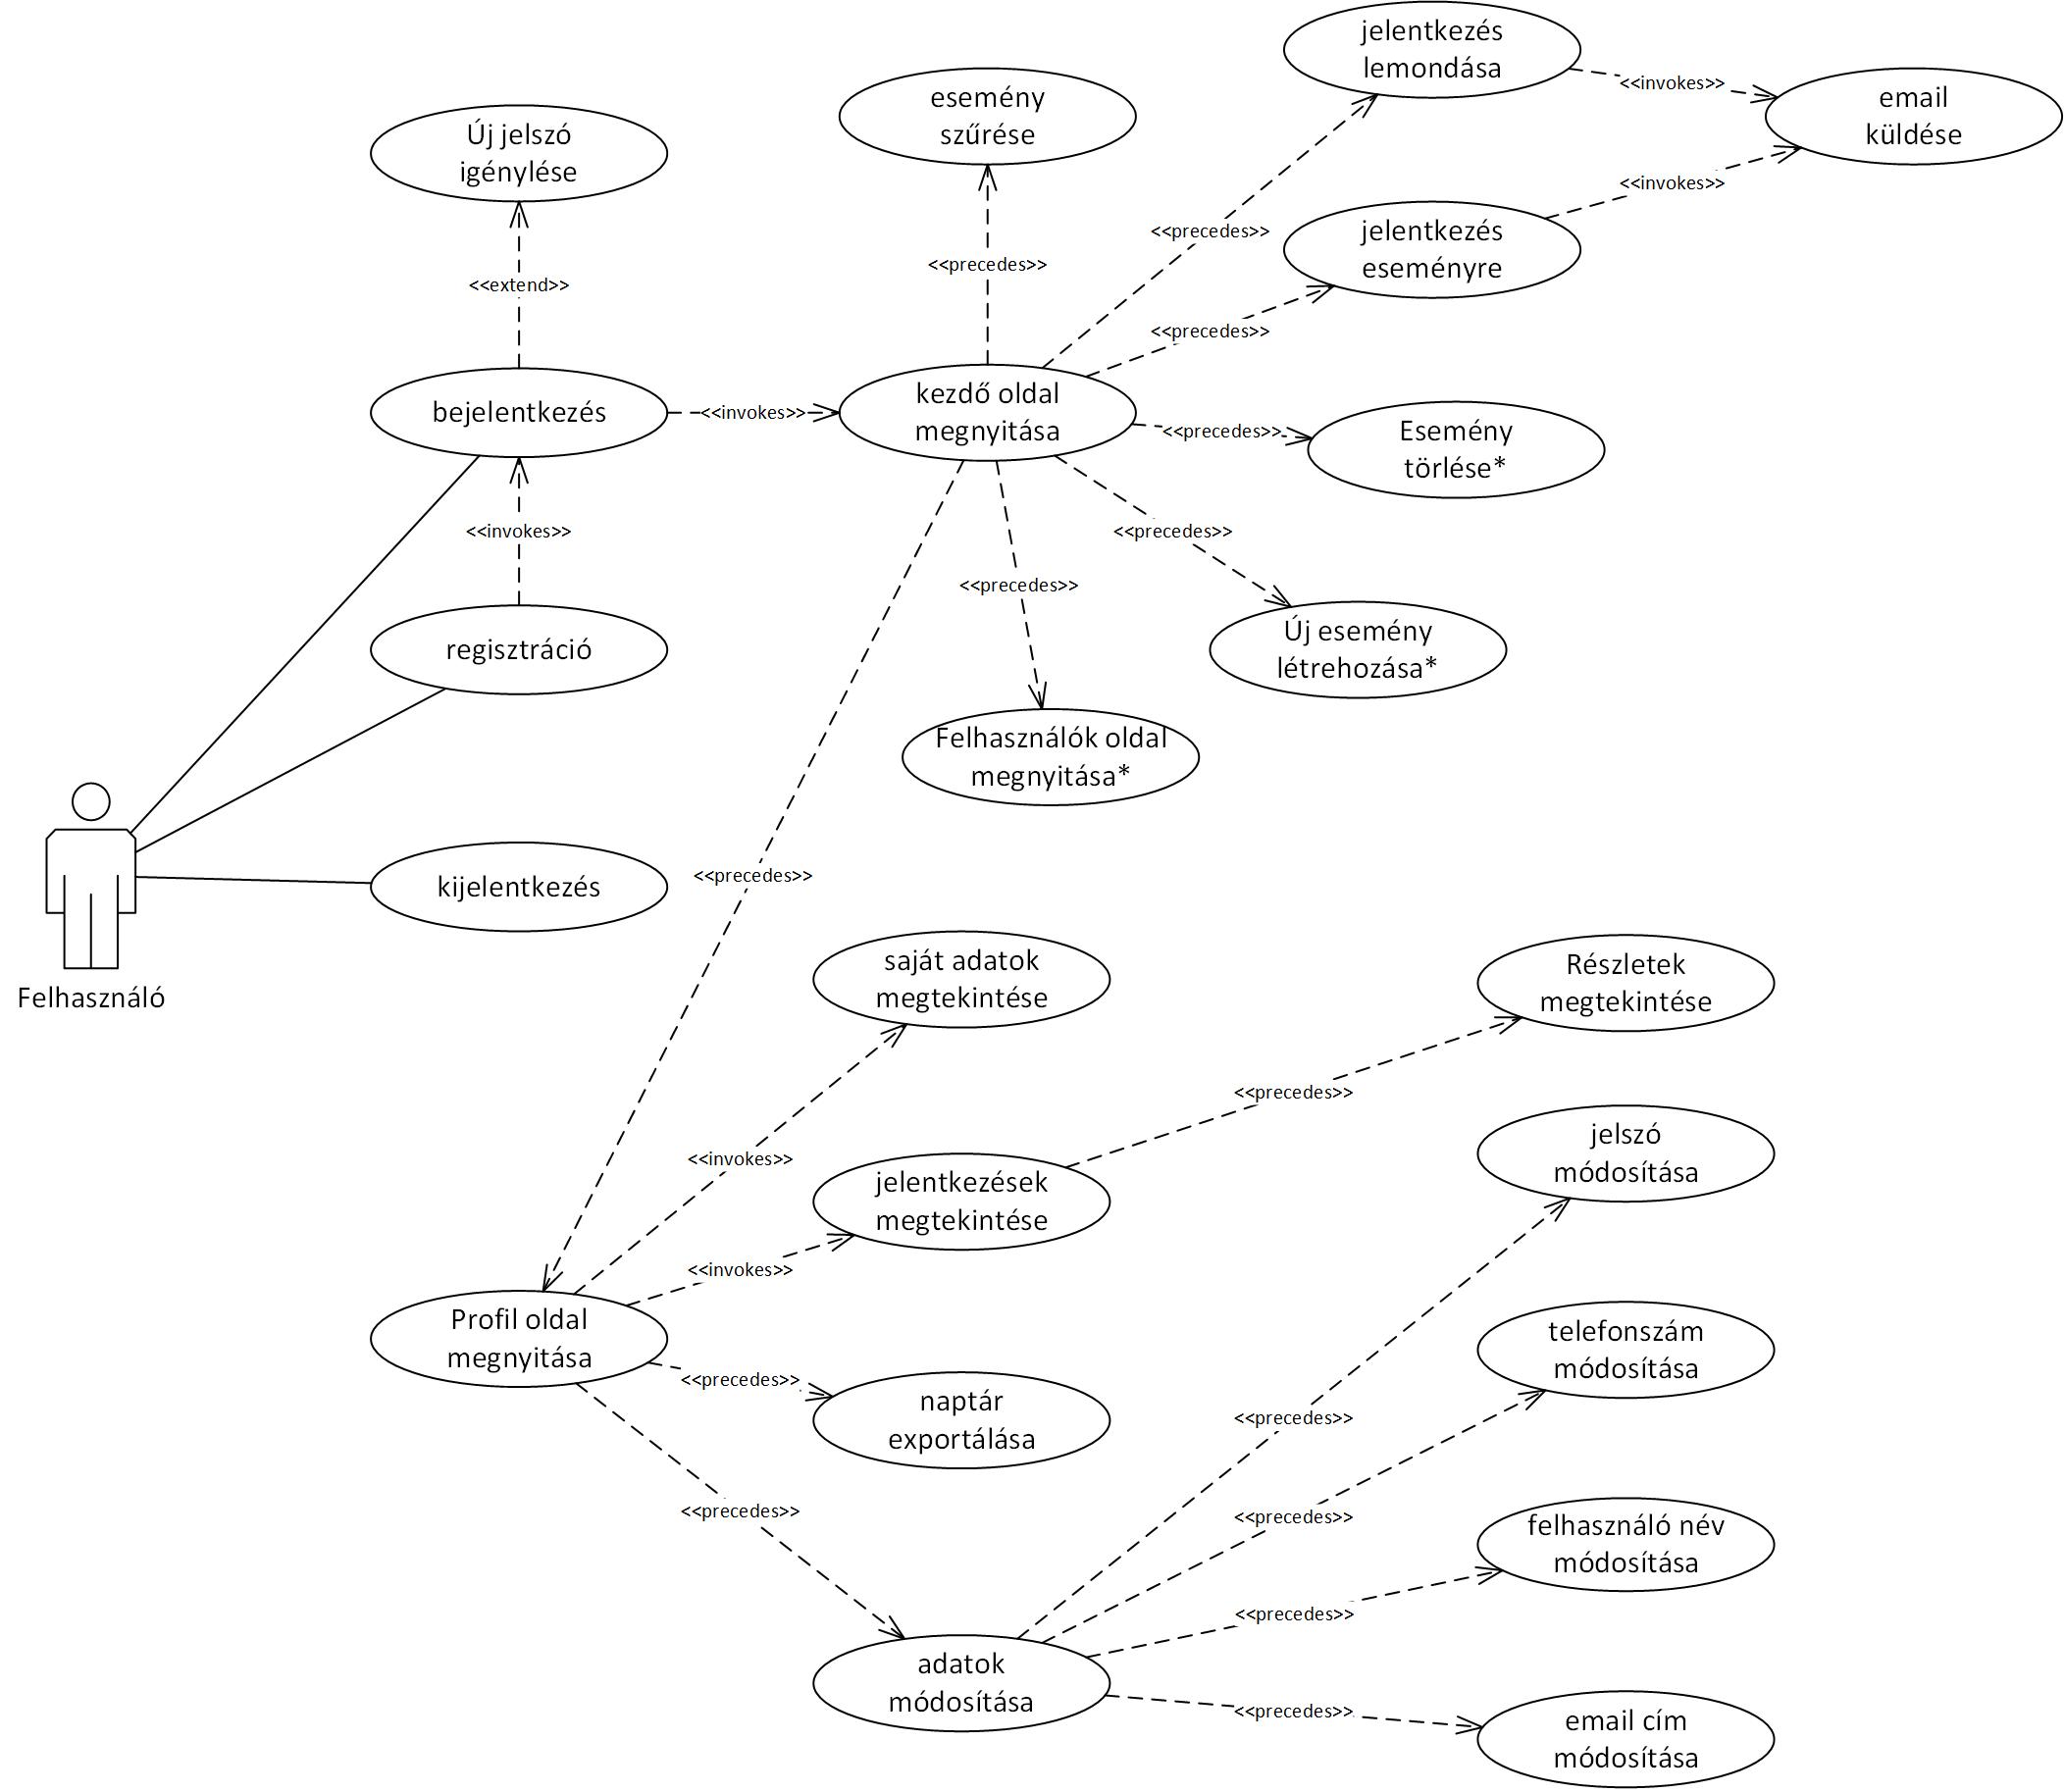 jelentkezés
lemondása
<<invokes>>
email
küldése
esemény
szűrése
Új jelszó
igénylése
<<invokes>>
<<precedes>>
jelentkezés
eseményre
<<precedes>>
<<extend>>
<<precedes>>
bejelentkezés
<<invokes>>
kezdő oldal
megnyitása
<<precedes>>
Esemény
törlése*
<<invokes>>
<<precedes>>
<<precedes>>
regisztráció
Új esemény
létrehozása*
Felhasználók oldal
megnyitása*
kijelentkezés
<<precedes>>
Felhasználó
saját adatok
megtekintése
Részletek
megtekintése
<<precedes>>
<<invokes>>
jelszó
módosítása
jelentkezések
megtekintése
<<invokes>>
Profil oldal
megnyitása
telefonszám
módosítása
<<precedes>>
naptár
exportálása
<<precedes>>
<<precedes>>
<<precedes>>
felhasználó név
módosítása
<<precedes>>
adatok
módosítása
<<precedes>>
email cím
módosítása